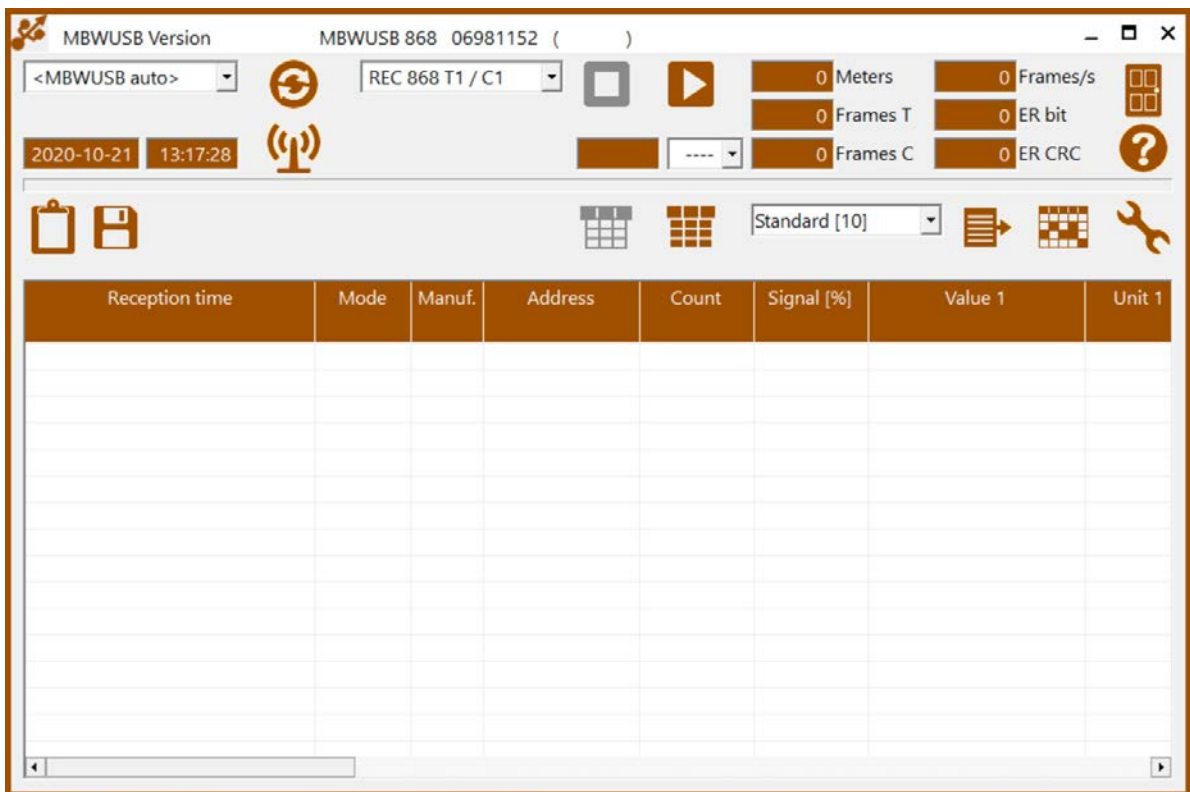 MBWUSB Version MBWUSB 868 06981152 ( )
<MBWUSB auto> REC 868 T1 / C1 0 Meters 0 Frames/s
0 Frames T 0 ER bit
2020-10-21 13:17:28 ---- 0 Frames C 0 ER CRC
Standard [10]
Reception time Mode Manuf. Address Count Signal [%] Value 1 Unit 1